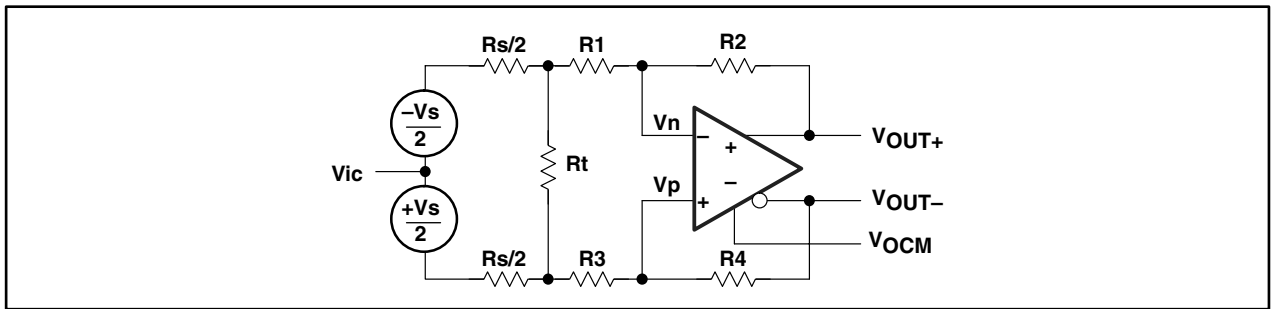 Rs/2 R1 R2
−Vs
2
Vn
−
+
VOUT+
Vic
Rt
Vp
−
+Vs
2
+
VOUT−
VOCM
Rs/2 R3 R4